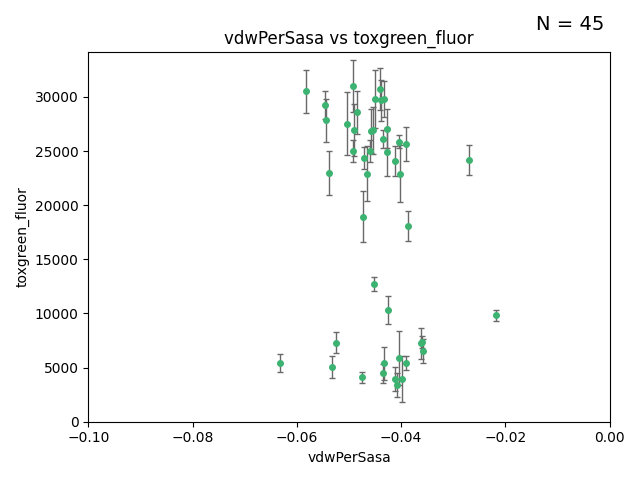 N = 45
vdwPerSasa vs toxgreen_fluor
30000
25000
20000
15000
10000
5000
0
toxgreen_fluor
−0.10 −0.08 −0.06 −0.04 −0.02 0.00
vdwPerSasa